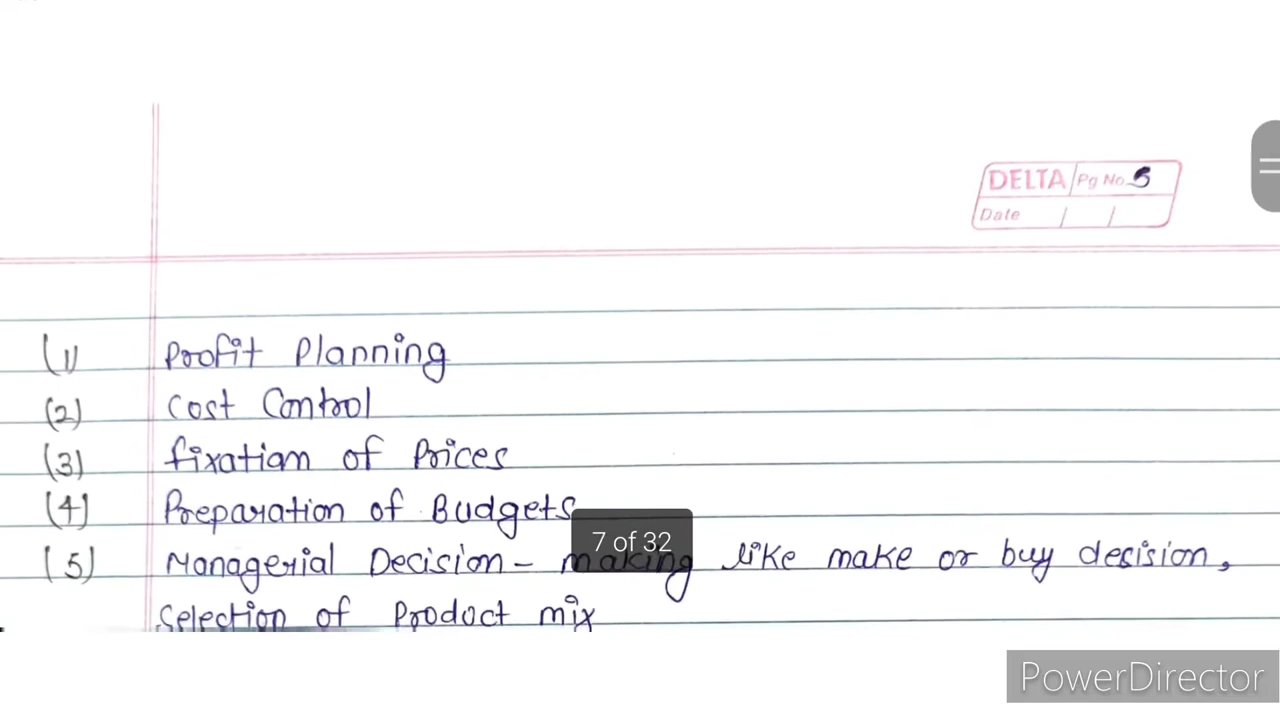 DELTA Pg No. 5
Date / /
(1) Profit Planning
(2) Cost Control
(3) fixation of Prices
(4) Preparation of Budgets
7 of 32
(5) Managerial Decision - making like make or buy desision,
Selection of Product mix
PowerDirector